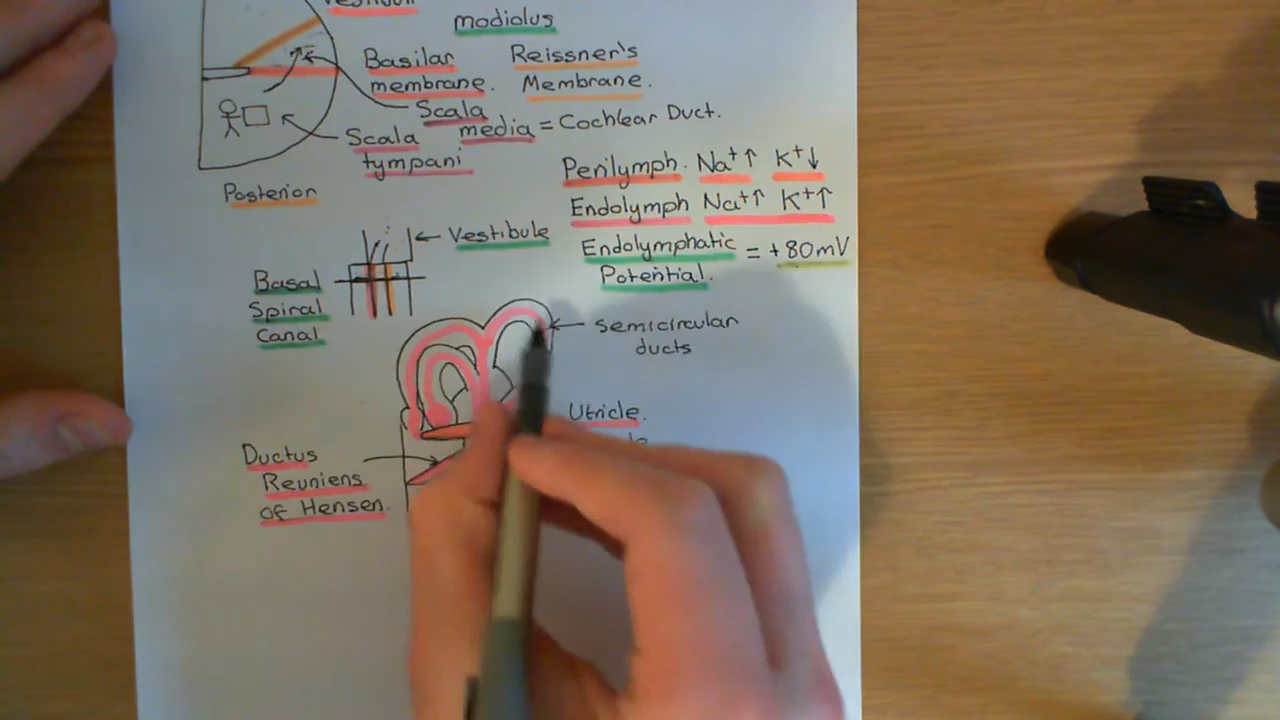 modiolus
Basilar
membrane.
Reissner's
Membrane.
Scala
media = Cochlear Duct.
Scala
tympani
Posterior
Perilymph. Na⁺↑ K⁺↓
Endolymph Na⁺↑ K⁺↑
Endolymphatic
Potential.
= +80mV
Vestibule
Basal
Spiral
Canal
semicircular
ducts
Utricle.
Ductus
Reuniens
of Hensen.